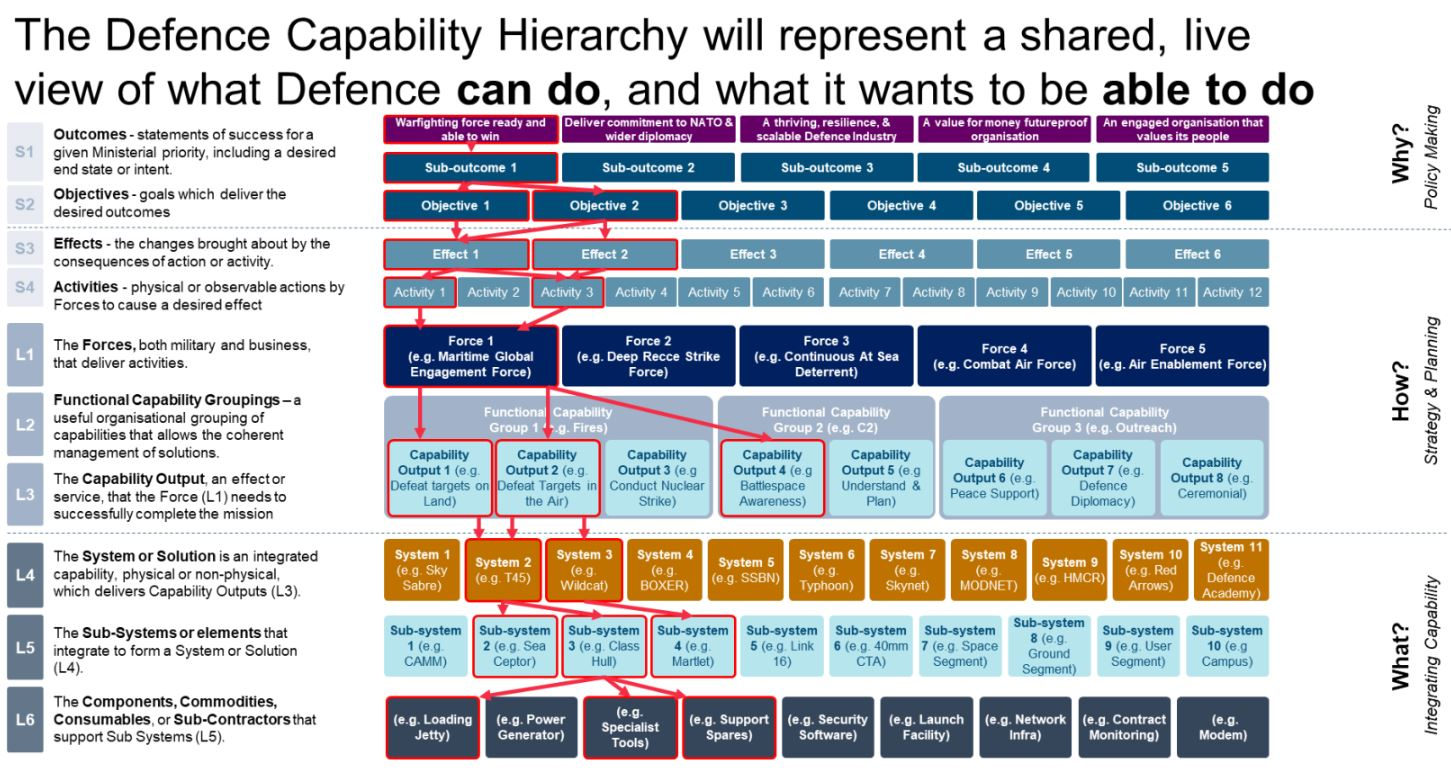 The Defence Capability Hierarchy will represent a shared, live
view of what Defence can do, and what it wants to be able to do
S1
Outcomes - statements of success for a
given Ministerial priority, including a desired
end state or intent.
Warfighting force ready and
able to win
Deliver commitment to NATO &
wider diplomacy
A thriving, resilience, &
scalable Defence Industry
A value for money futureproof
organisation
An engaged organisation that
values its people
Sub-outcome 1
Sub-outcome 2
Sub-outcome 3
Sub-outcome 4
Sub-outcome 5
S2
Objectives - goals which deliver the
desired outcomes
Objective 1
Objective 2
Objective 3
Objective 4
Objective 5
Objective 6
Why?
Policy Making
S3
Effects - the changes brought about by the
consequences of action or activity.
Effect 1
Effect 2
Effect 3
Effect 4
Effect 5
Effect 6
S4
Activities - physical or observable actions by
Forces to cause a desired effect
Activity 1
Activity 2
Activity 3
Activity 4
Activity 5
Activity 6
Activity 7
Activity 8
Activity 9
Activity 10
Activity 11
Activity 12
L1
The Forces, both military and business,
that deliver activities.
Force 1
(e.g. Maritime Global
Engagement Force)
Force 2
(e.g. Deep Recce Strike
Force)
Force 3
(e.g. Continuous At Sea
Deterrent)
Force 4
(e.g. Combat Air Force)
Force 5
(e.g. Air Enablement Force)
L2
Functional Capability Groupings – a
useful organisational grouping of
capabilities that allows the coherent
management of solutions.
Functional Capability
Group 1 (e.g. Fires)
Functional Capability
Group 2 (e.g. C2)
Functional Capability
Group 3 (e.g. Outreach)
L3
The Capability Output, an effect or
service, that the Force (L1) needs to
successfully complete the mission
Capability
Output 1 (e.g.
Defeat targets on
Land)
Capability
Output 2 (e.g.
Defeat Targets in
the Air)
Capability
Output 3 (e.g
Conduct Nuclear
Strike)
Capability
Output 4 (e.g
Battlespace
Awareness)
Capability
Output 5 (e.g
Understand &
Plan)
Capability
Output 6 (e.g.
Peace Support)
Capability
Output 7 (e.g.
Defence
Diplomacy)
Capability
Output 8 (e.g.
Ceremonial)
How?
Strategy & Planning
L4
The System or Solution is an integrated
capability, physical or non-physical,
which delivers Capability Outputs (L3).
System 1
(e.g. Sky
Sabre)
System 2
(e.g. T45)
System 3
(e.g.
Wildcat)
System 4
(e.g.
BOXER)
System 5
(e.g. SSBN)
System 6
(e.g.
Typhoon)
System 7
(e.g.
Skynet)
System 8
(e.g.
MODNET)
System 9
(e.g. HMCR)
System 10
(e.g. Red
Arrows)
System 11
(e.g.
Defence
Academy)
L5
The Sub-Systems or elements that
integrate to form a System or Solution
(L4).
Sub-system
1 (e.g.
CAMM)
Sub-system
2 (e.g. Sea
Ceptor)
Sub-system
3 (e.g. Class
Hull)
Sub-system
4 (e.g.
Martlet)
Sub-system
5 (e.g. Link
16)
Sub-system
6 (e.g. 40mm
CTA)
Sub-system
7 (e.g. Space
Segment)
Sub-system
8 (e.g.
Ground
Segment)
Sub-system
9 (e.g. User
Segment)
Sub-system
10 (e.g
Campus)
L6
The Components, Commodities,
Consumables, or Sub-Contractors that
support Sub Systems (L5).
(e.g. Loading
Jetty)
(e.g. Power
Generator)
(e.g.
Specialist
Tools)
(e.g. Support
Spares)
(e.g. Security
Software)
(e.g. Launch
Facility)
(e.g. Network
Infra)
(e.g. Contract
Monitoring)
(e.g.
Modem)
What?
Integrating Capability